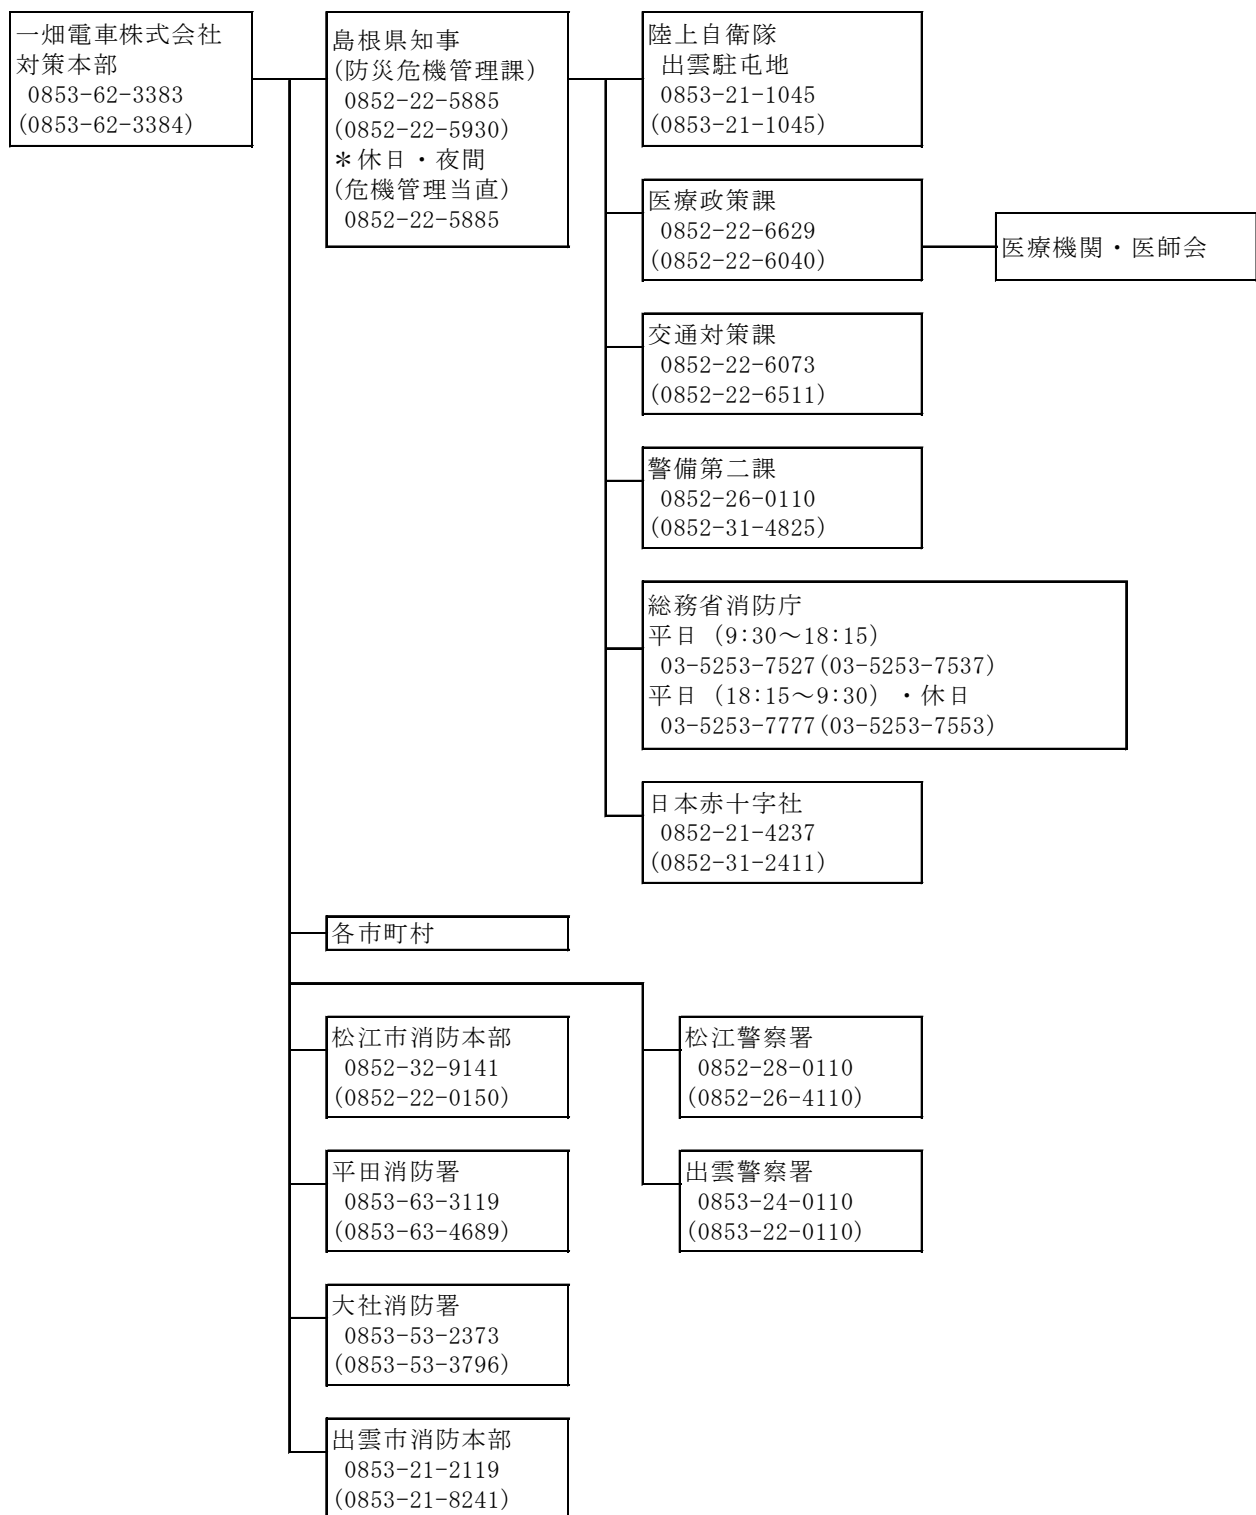 一畑電車株式会社
対策本部
0853-62-3383
(0853-62-3384)
島根県知事
(防災危機管理課)
0852-22-5885
(0852-22-5930)
＊休日・夜間
(危機管理当直)
0852-22-5885
陸上自衛隊
出雲駐屯地
0853-21-1045
(0853-21-1045)
医療政策課
0852-22-6629
(0852-22-6040)
医療機関・医師会
交通対策課
0852-22-6073
(0852-22-6511)
警備第二課
0852-26-0110
(0852-31-4825)
総務省消防庁
平日（9:30～18:15）
03-5253-7527(03-5253-7537)
平日（18:15～9:30）・休日
03-5253-7777(03-5253-7553)
日本赤十字社
0852-21-4237
(0852-31-2411)
各市町村
松江市消防本部
0852-32-9141
(0852-22-0150)
松江警察署
0852-28-0110
(0852-26-4110)
平田消防署
0853-63-3119
(0853-63-4689)
出雲警察署
0853-24-0110
(0853-22-0110)
大社消防署
0853-53-2373
(0853-53-3796)
出雲市消防本部
0853-21-2119
(0853-21-8241)